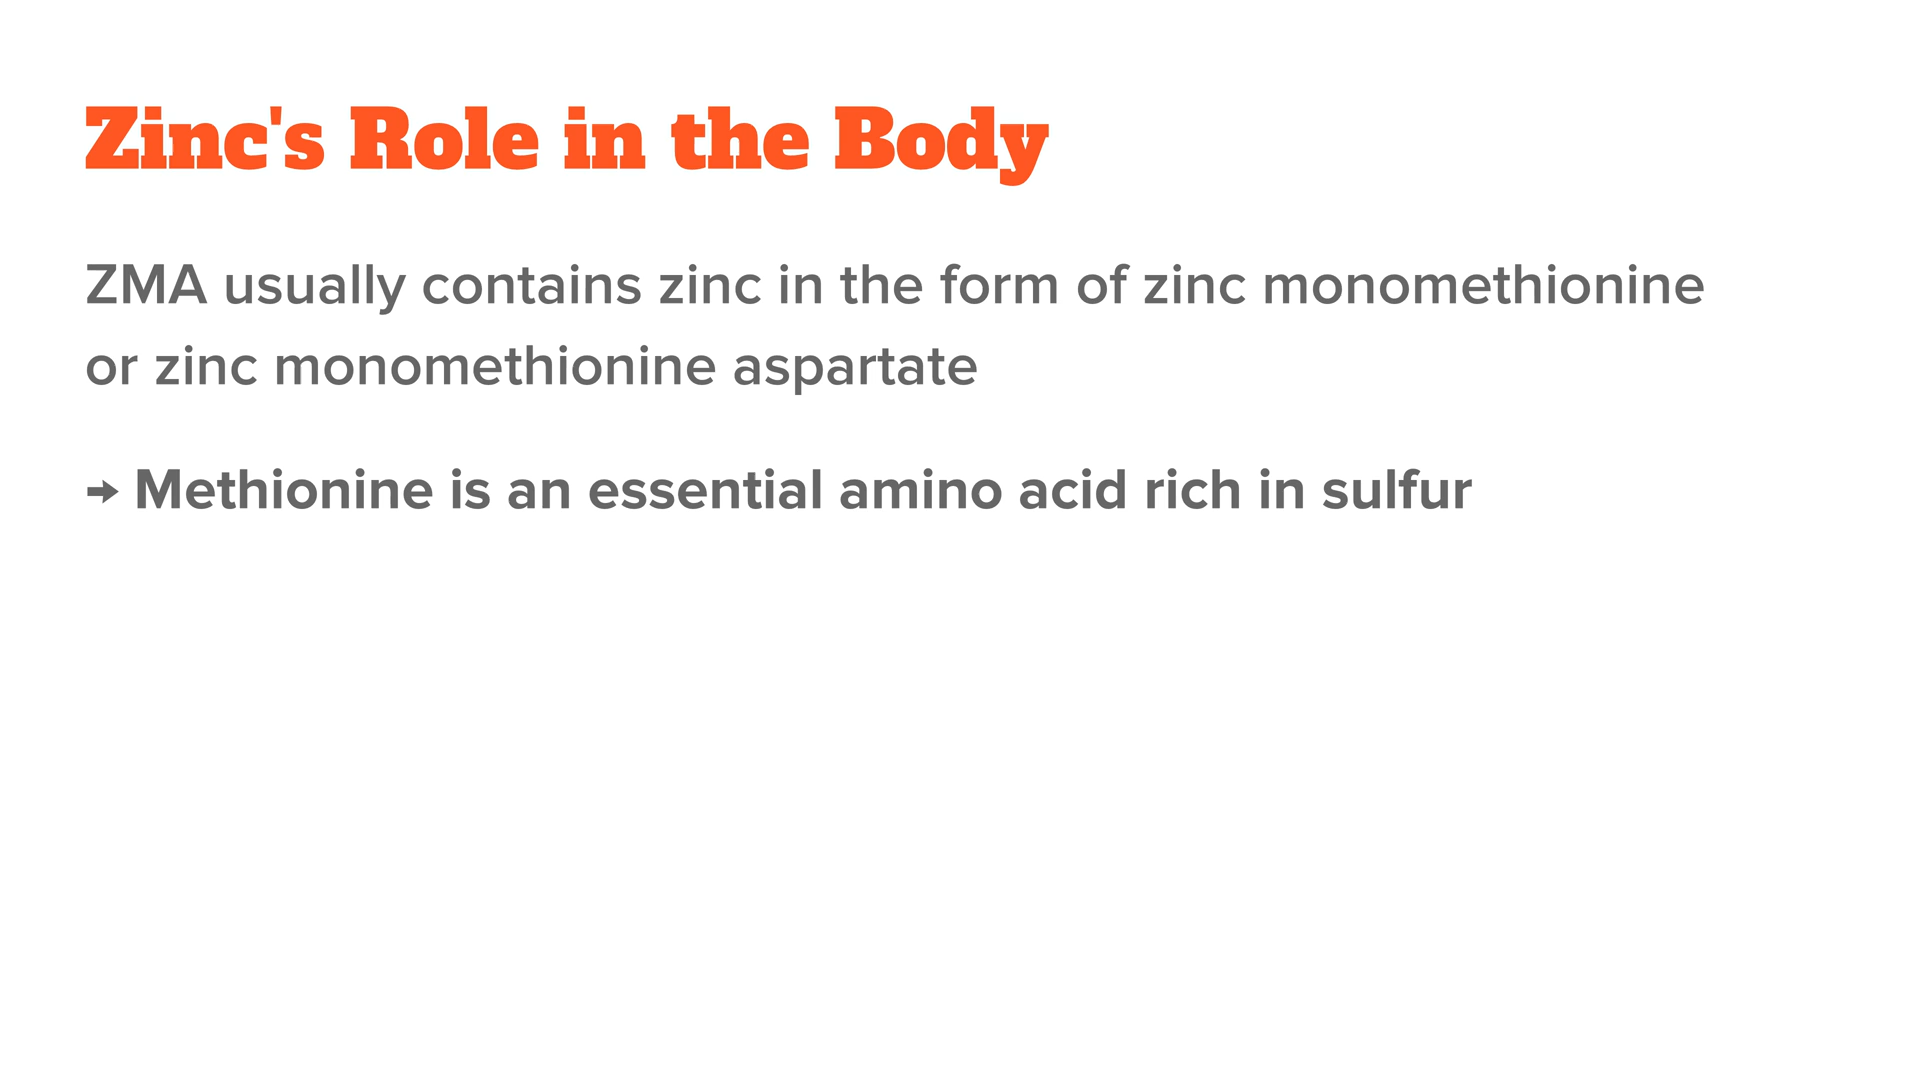 Zinc's Role in the Body
ZMA usually contains zinc in the form of zinc monomethionine
or zinc monomethionine aspartate
→ Methionine is an essential amino acid rich in sulfur